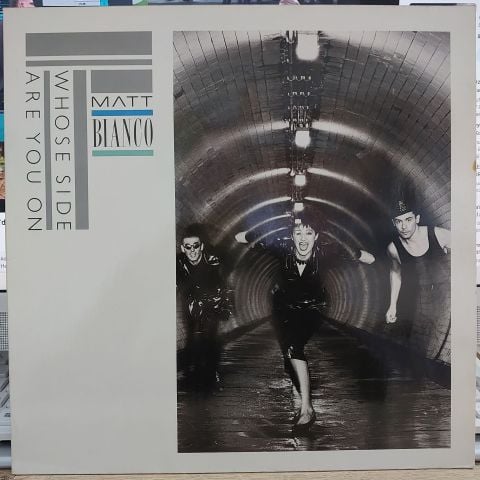 WHOSE SIDE
ARE YOU ON
MATT
BIANCO